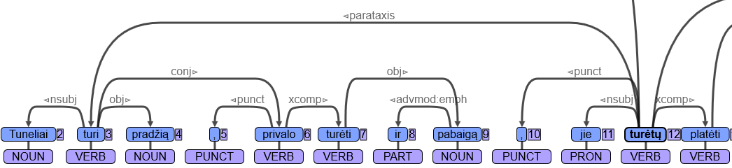 ◃parataxis
conj▹ obj▹ ◃punct
◃nsubj obj▹ ◃punct xcomp▹ ◃advmod:emph ◃nsubj xcomp▹
Tuneliai 2 turi 3 pradžią 4 , 5 privalo 6 turėti 7 ir 8 pabaigą 9 , 10 jie 11 turėtų 12 platėti
NOUN VERB NOUN PUNCT VERB VERB PART NOUN PUNCT PRON VERB VERB